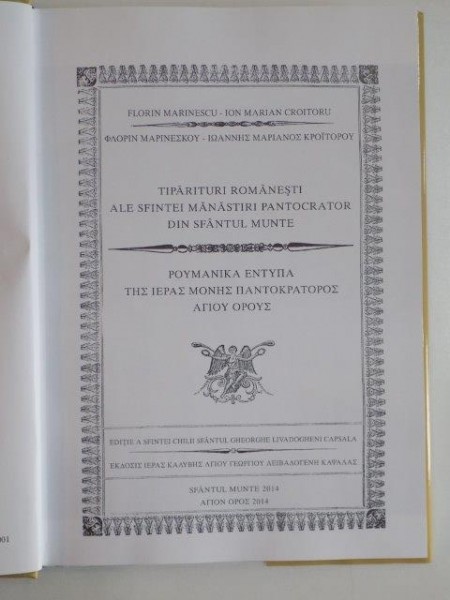 FLORIN MARINESCU - ION MARIAN CROITORU
ΦΛΟΡΙΝ ΜΑΡΙΝΕΣΚΟΥ - ΙΩΑΝΝΗΣ ΜΑΡΙΑΝΟΣ ΚΡΟΪΤΟΡΟΥ
TIPĂRITURI ROMÂNEŞTI
ALE SFINTEI MĂNĂSTIRI PANTOCRATOR
DIN SFÂNTUL MUNTE
ΡΟΥΜΑΝΙΚΑ ΕΝΤΥΠΑ
ΤΗΣ ΙΕΡΑΣ ΜΟΝΗΣ ΠΑΝΤΟΚΡΑΤΟΡΟΣ
ΑΓΙΟΥ ΟΡΟΥΣ
EDIŢIE A SFINTEI CHILII SFÂNTUL GHEORGHE LIVADOGHENI CAPSALA
ΕΚΔΟΣΙΣ ΙΕΡΑΣ ΚΑΛΥΒΗΣ ΑΓΙΟΥ ΓΕΩΡΓΙΟΥ ΛΕΙΒΑΔΟΓΕΝΗ ΚΑΨΑΛΑΣ
SFÂNTUL MUNTE 2014
ΑΓΙΟΝ ΟΡΟΣ 2014